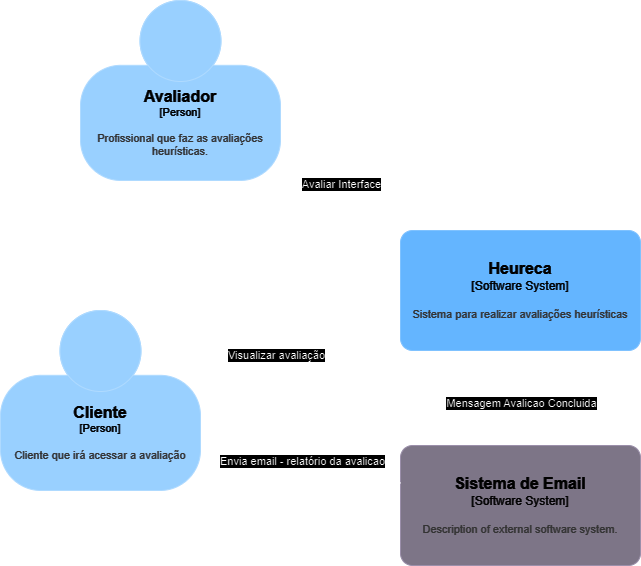 Avaliador
[Person]
Profissional que faz as avaliações
heurísticas.
Avaliar Interface
Heureca
[Software System]
Sistema para realizar avaliações heurísticas
Visualizar avaliação
Cliente
[Person]
Cliente que irá acessar a avaliação
Mensagem Avalicao Concluida
Envia email - relatório da avalicao
Sistema de Email
[Software System]
Description of external software system.